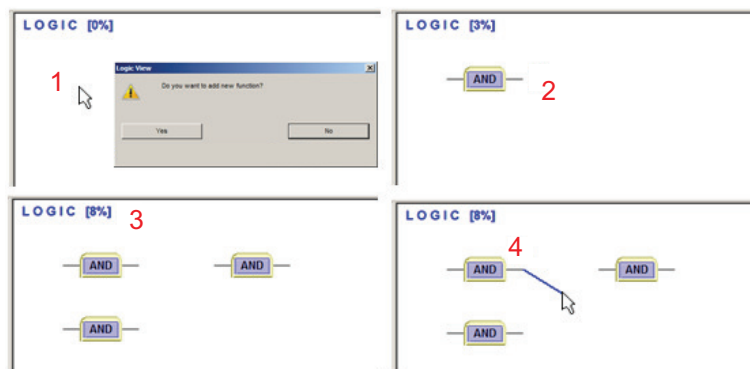 LOGIC [0%]
1
Logic View
Do you want to add new function?
Yes
No
LOGIC [3%]
AND
2
LOGIC [8%]
3
AND
AND
AND
LOGIC [8%]
4
AND
AND
AND